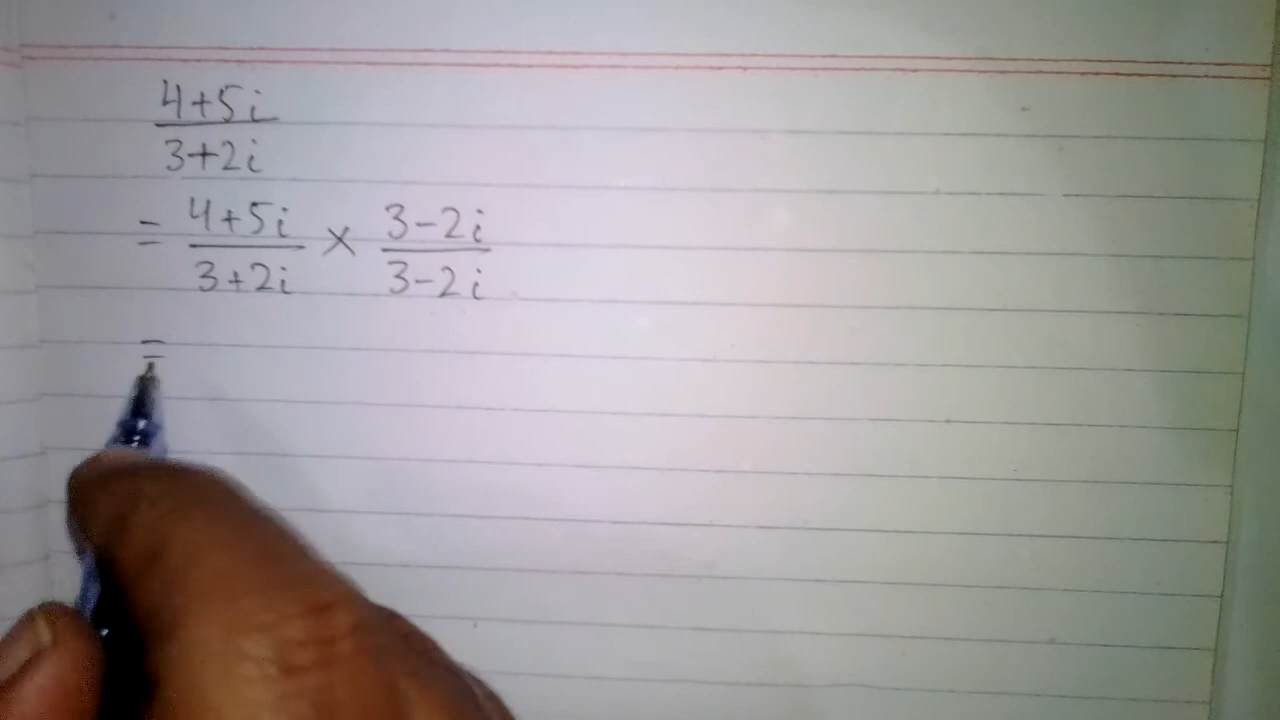 4+5i
3+2i
= 4+5i × 3-2i
3+2i 3-2i
=